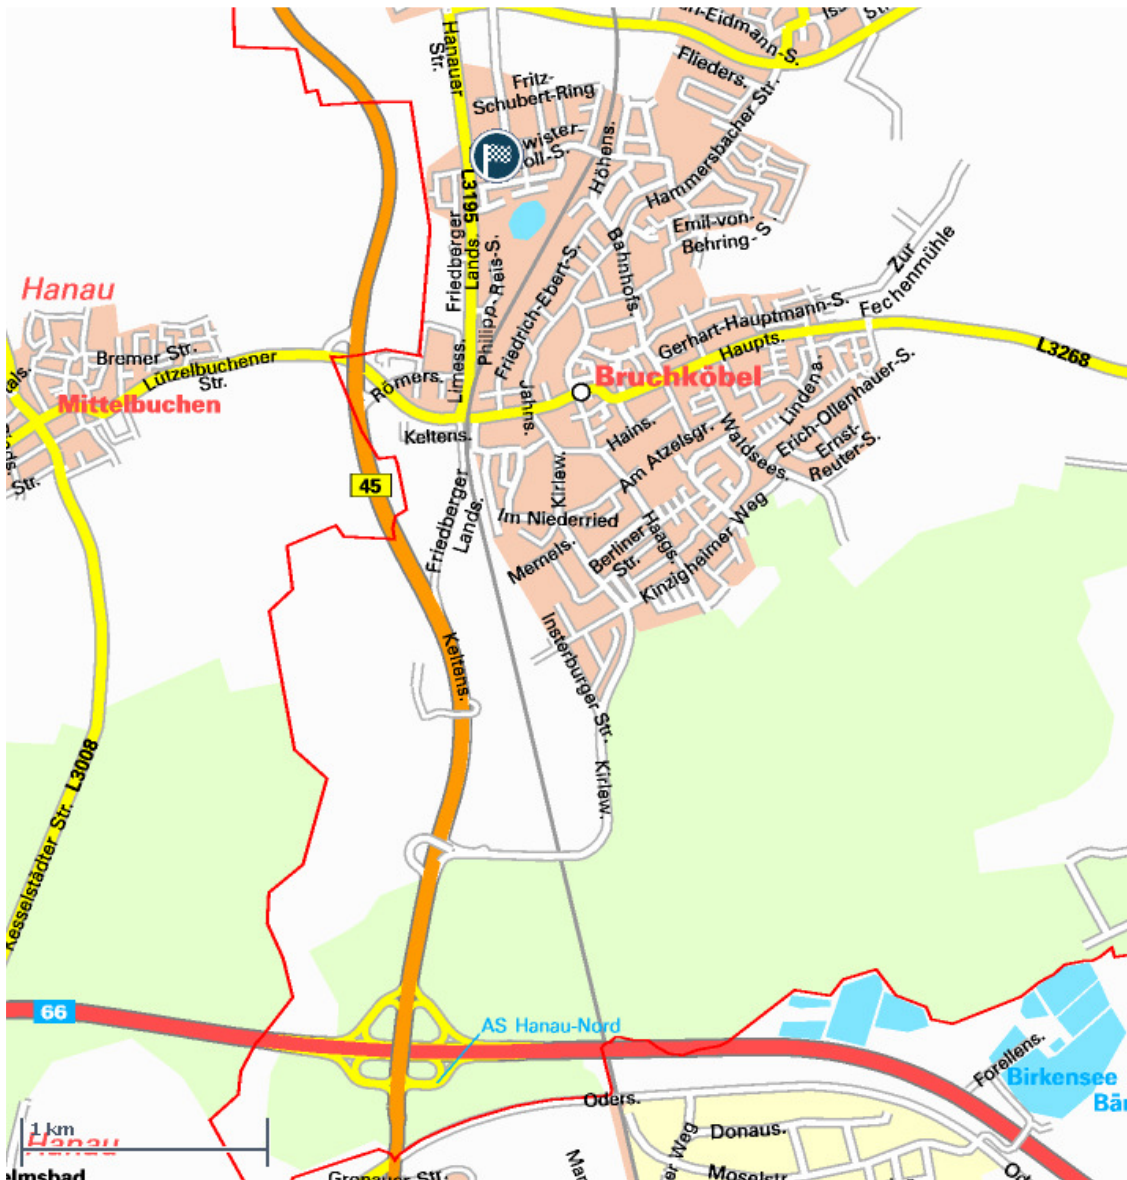 Hanauer
Str.
Fritz-
Schubert-Ring
Flieders.
Hammersbacher Str.
Höhens.
L3195
Emil-von-
Behring-S.
Bahnhofs.
Friedberger
Lands.
Philipp-Reis-S.
Friedrich-Ebert-S.
Zur
Fechenmühle
Hanau
Bremer Str.
Lützelbuchener
Str.
Mittelbuchen
Gerhart-Hauptmann-S.
Haupts.
L3268
Römers.
Limess.
Bruchköbel
Jahns.
Lindena.
Erich-Ollenhauer-S.
Ernst-
Reuter-S.
Keltens.
Hains.
Am Atzelsgr.
Waldsees.
Str.
45
Kirlew.
Friedberger
Lands.
Im Niederried
Haags.
Kinzigheimer Weg
Mernels.
Berliner
Str.
Insterburger Str.
Keltens.
Kirlew.
L3008
Kesselstädter Str.
66
AS Hanau-Nord
Forellens.
Birkensee
Oders.
Donaus.
1 km
Hanau
Moselstr.